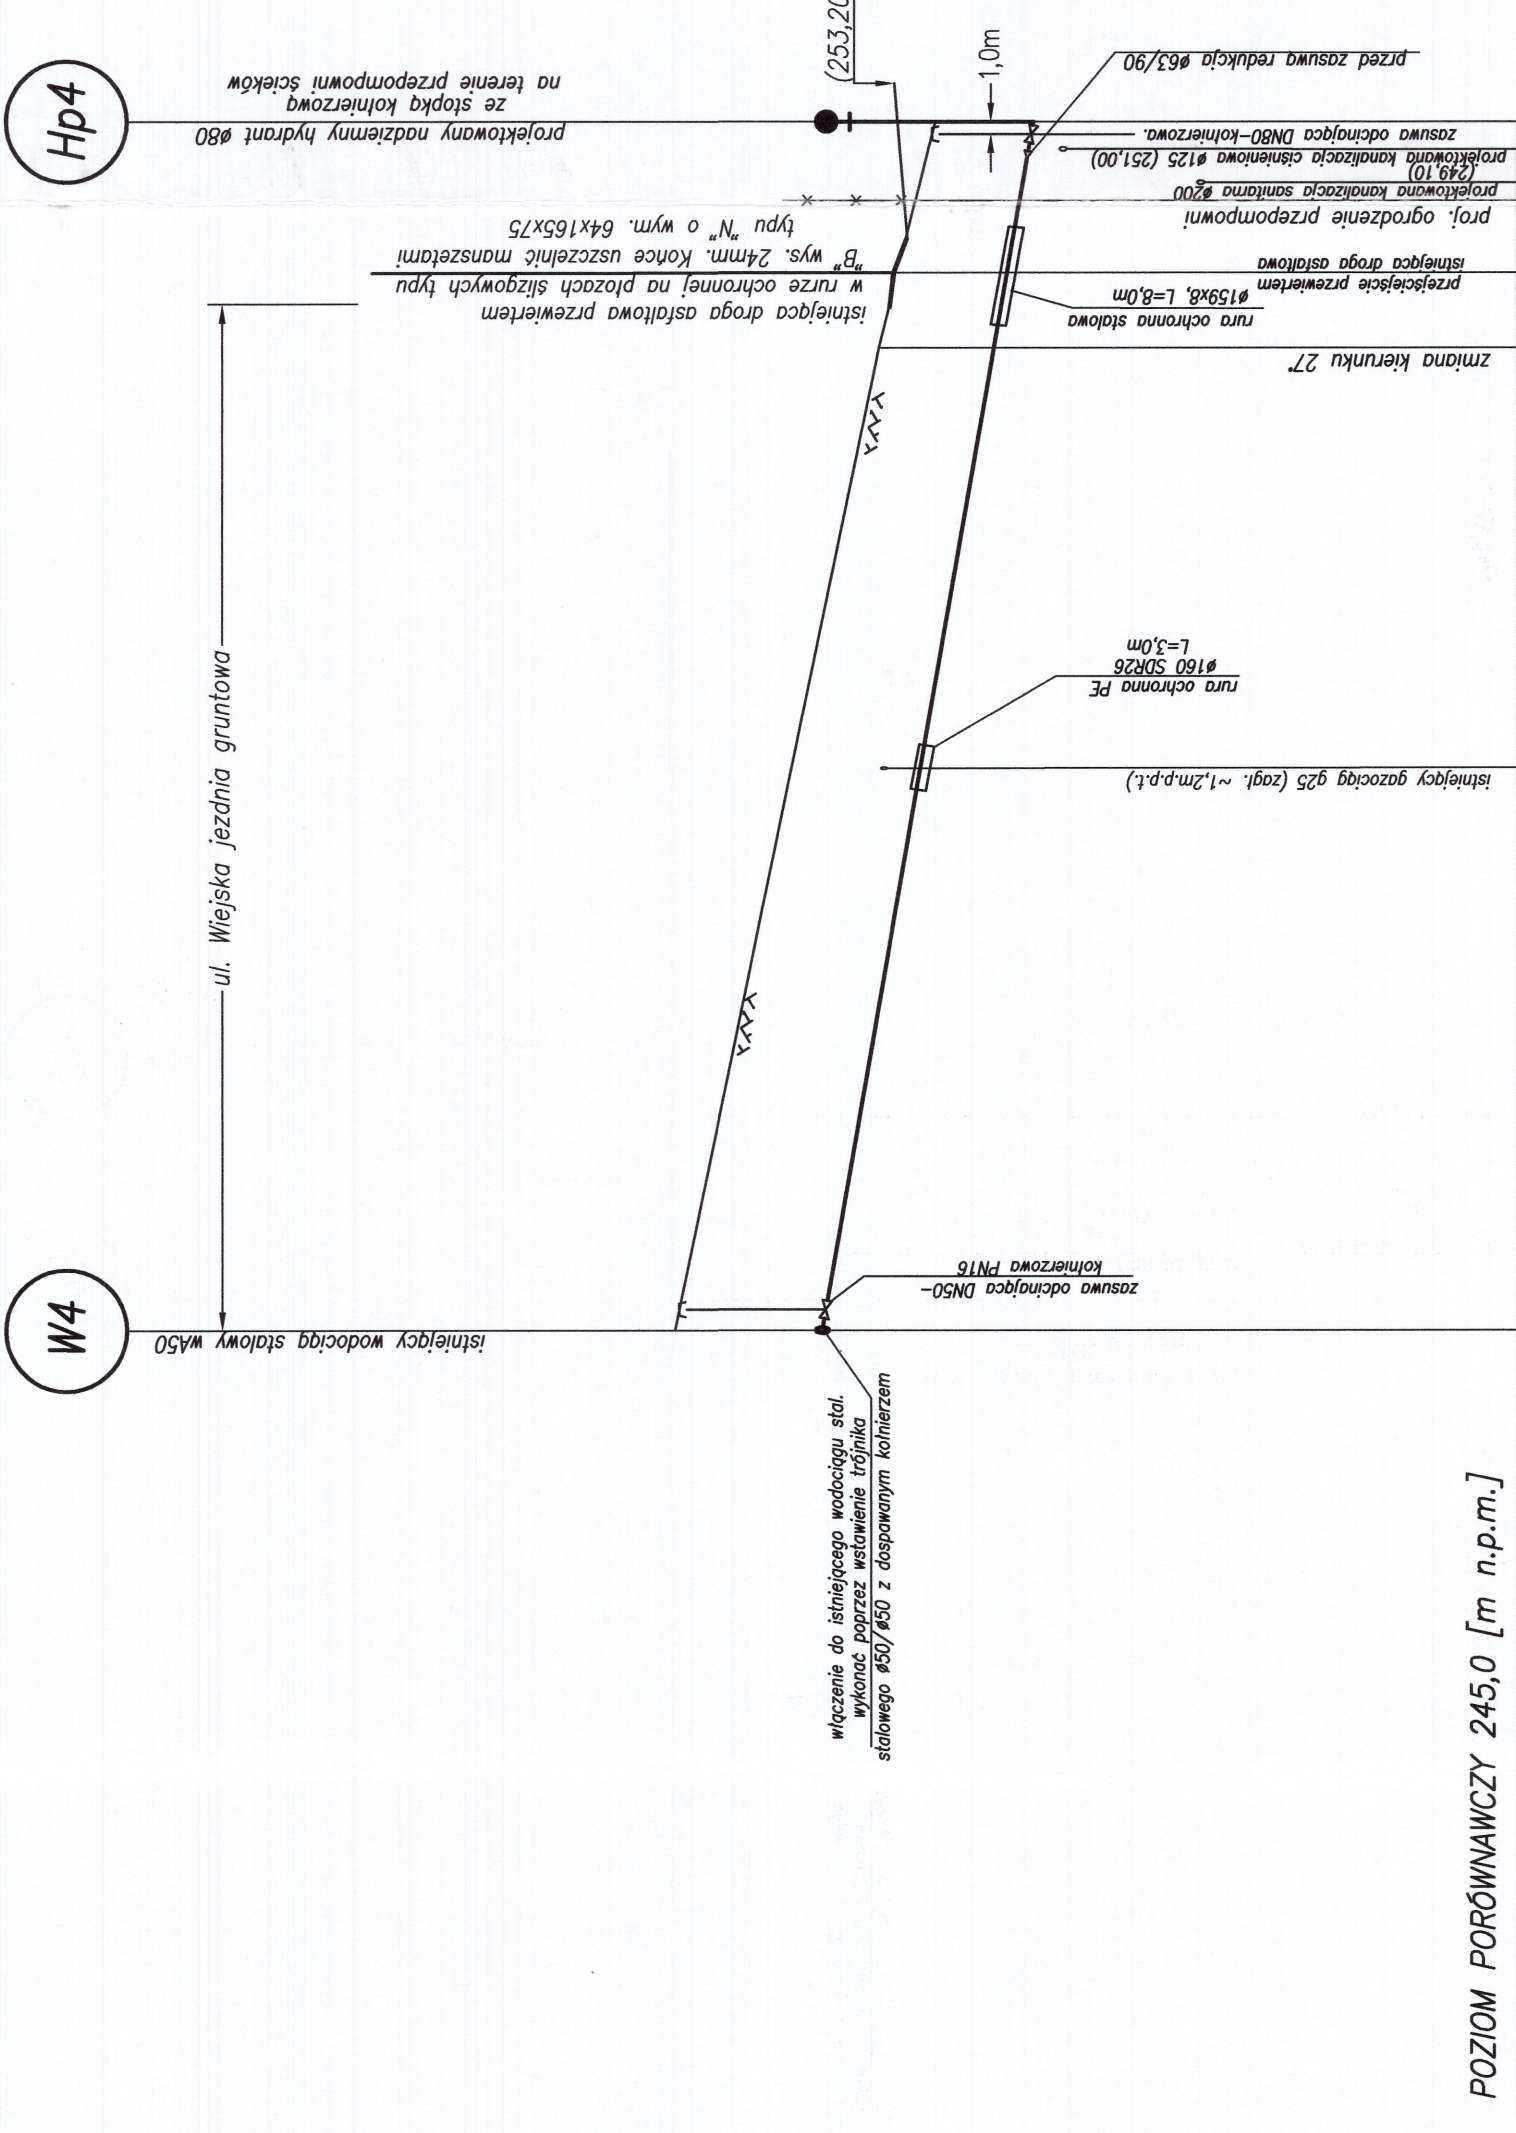 Hp4
projektowany nadziemny hydrant ø80
ze stopką kołnierzową
na terenie przepompowni ścieków
(253,20
1,0m
przed zasuwą redukcja ø63/90
zasuwa odcinająca DN80-kołnierzowa.
projektowana kanalizacja ciśnieniowa ø125 (251,00)
(249,10)
projektowana kanalizacja sanitarna ø200
proj. ogrodzenie przepompowni
istniejąca droga asfaltowa
przejściejście przewiertem
rura ochronna stalowa
ø159x8, L=8,0m
zmiana kierunku 27°
istniejąca droga asfaltowa przewiertem
w rurze ochronnej na płozach ślizgowych typu
"B" wys. 24mm. Końce uszczelnić manszetami
typu "N" o wym. 64x165x75
ul. Wiejska jezdnia gruntowa
rura ochronna PE
ø160 SDR26
L=3,0m
istniejący gazociąg g25 (zagł. ~1,2m.p.p.t.)
zasuwa odcinająca DN50-
kołnierzowa PN16
W4
istniejący wodociąg stalowy wA50
włączenie do istniejącego wodociągu stal.
wykonać poprzez wstawienie trójnika
stalowego ø50/ø50 z dospawanym kołnierzem
POZIOM PORÓWNAWCZY 245,0 [m n.p.m.]